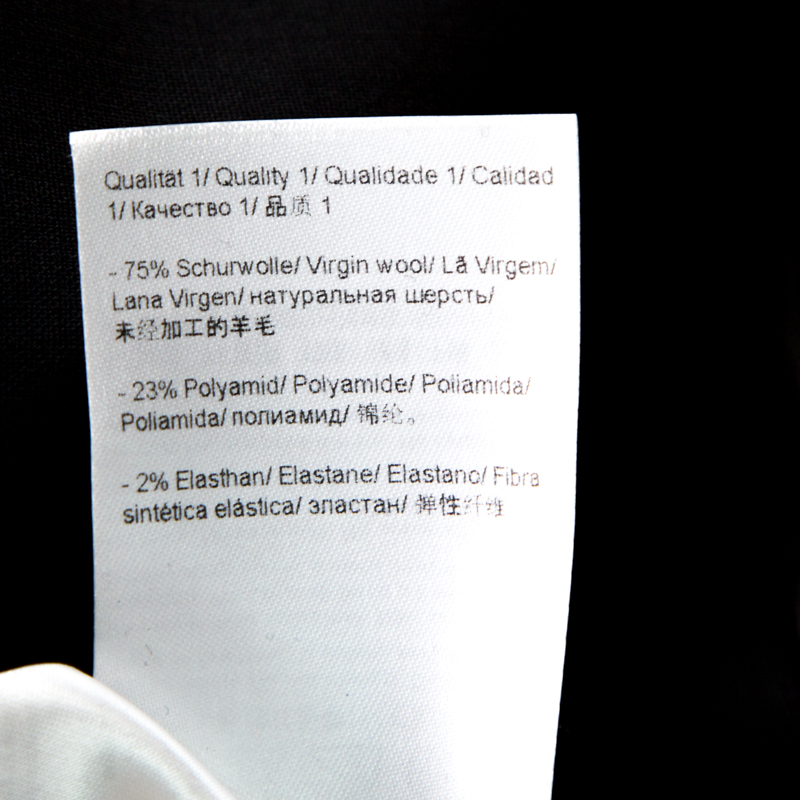 Qualität 1/ Quality 1/ Qualidade 1/ Calidad
1/ Качество 1/ 品质 1
- 75% Schurwolle/ Virgin wool/ Lã Virgem/
Lana Virgen/ натуральная шерсть/
未经加工的羊毛
- 23% Polyamid/ Polyamide/ Poliamida/
Poliamida/ полиамид/ 锦纶。
- 2% Elasthan/ Elastane/ Elastano/ Fibra
sintética elástica/ эластан/ 弹性纤维